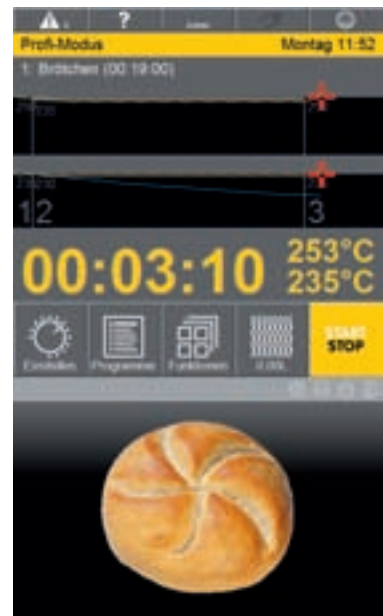 ?
Profi-Modus Montag 11:52
1: Brötchen (00:19:00)
1 2 3
00:03:10 253°C
235°C
Einstellen Programme Funktionen
START
STOP